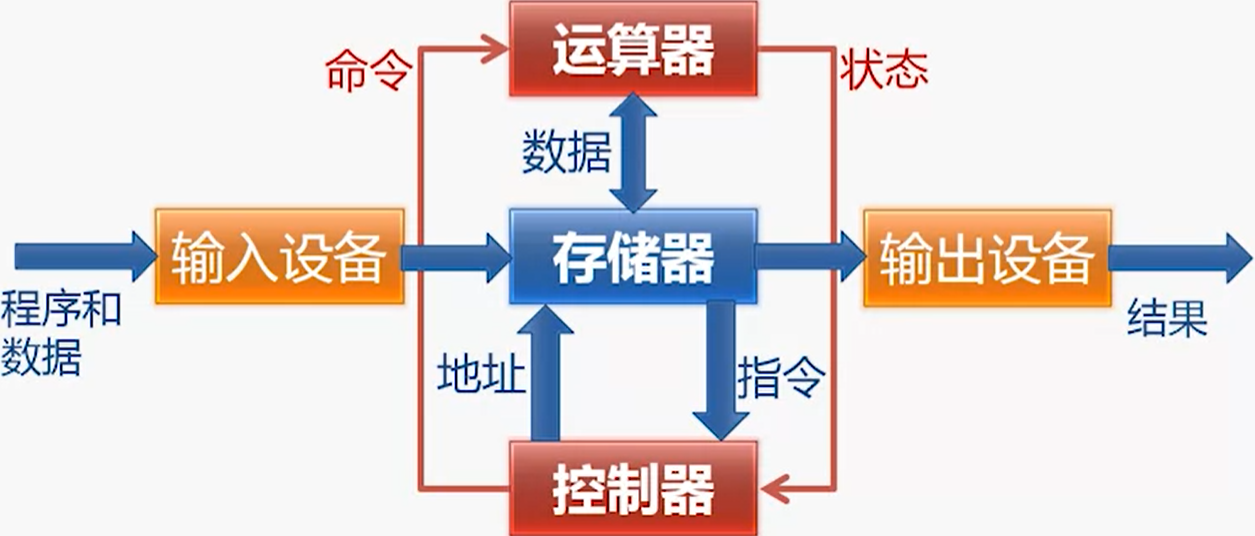 运算器
命令
状态
数据
输入设备
存储器
输出设备
程序和
数据
结果
地址
指令
控制器